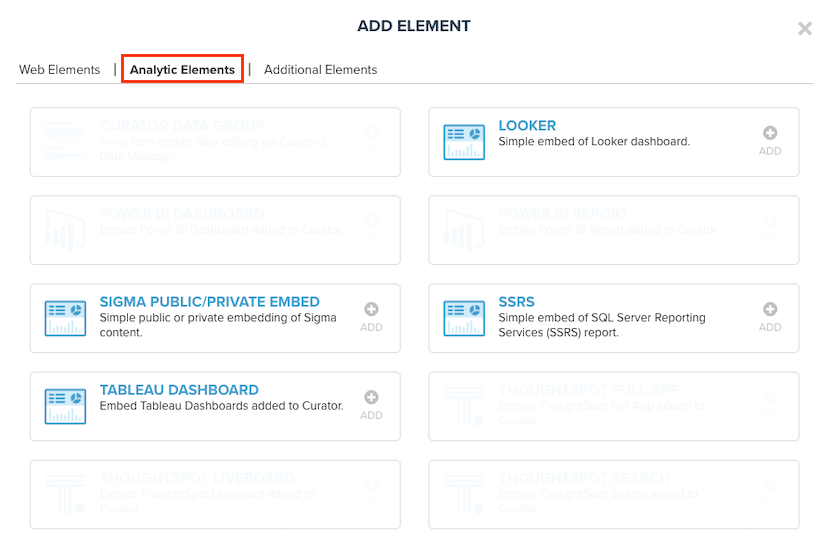 ADD ELEMENT
Web Elements | Analytic Elements | Additional Elements
CURATOR DATA GROUP
Inline form and/or data editing via Curator's
Data Manager.
LOOKER
Simple embed of Looker dashboard.
ADD
POWER BI DASHBOARD
Embed Power BI Dashboard added to Curator.
POWER BI REPORT
Embed Power BI Report added to Curator.
SIGMA PUBLIC/PRIVATE EMBED
Simple public or private embedding of Sigma
content.
ADD
SSRS
Simple embed of SQL Server Reporting
Services (SSRS) report.
ADD
TABLEAU DASHBOARD
Embed Tableau Dashboards added to Curator.
ADD
THOUGHTSPOT FULL APP
Embed ThoughtSpot Full App added to
Curator.
THOUGHTSPOT LIVEBOARD
Embed ThoughtSpot Liveboard added to
Curator.
THOUGHTSPOT SEARCH
Embed ThoughtSpot Search added to
Curator.